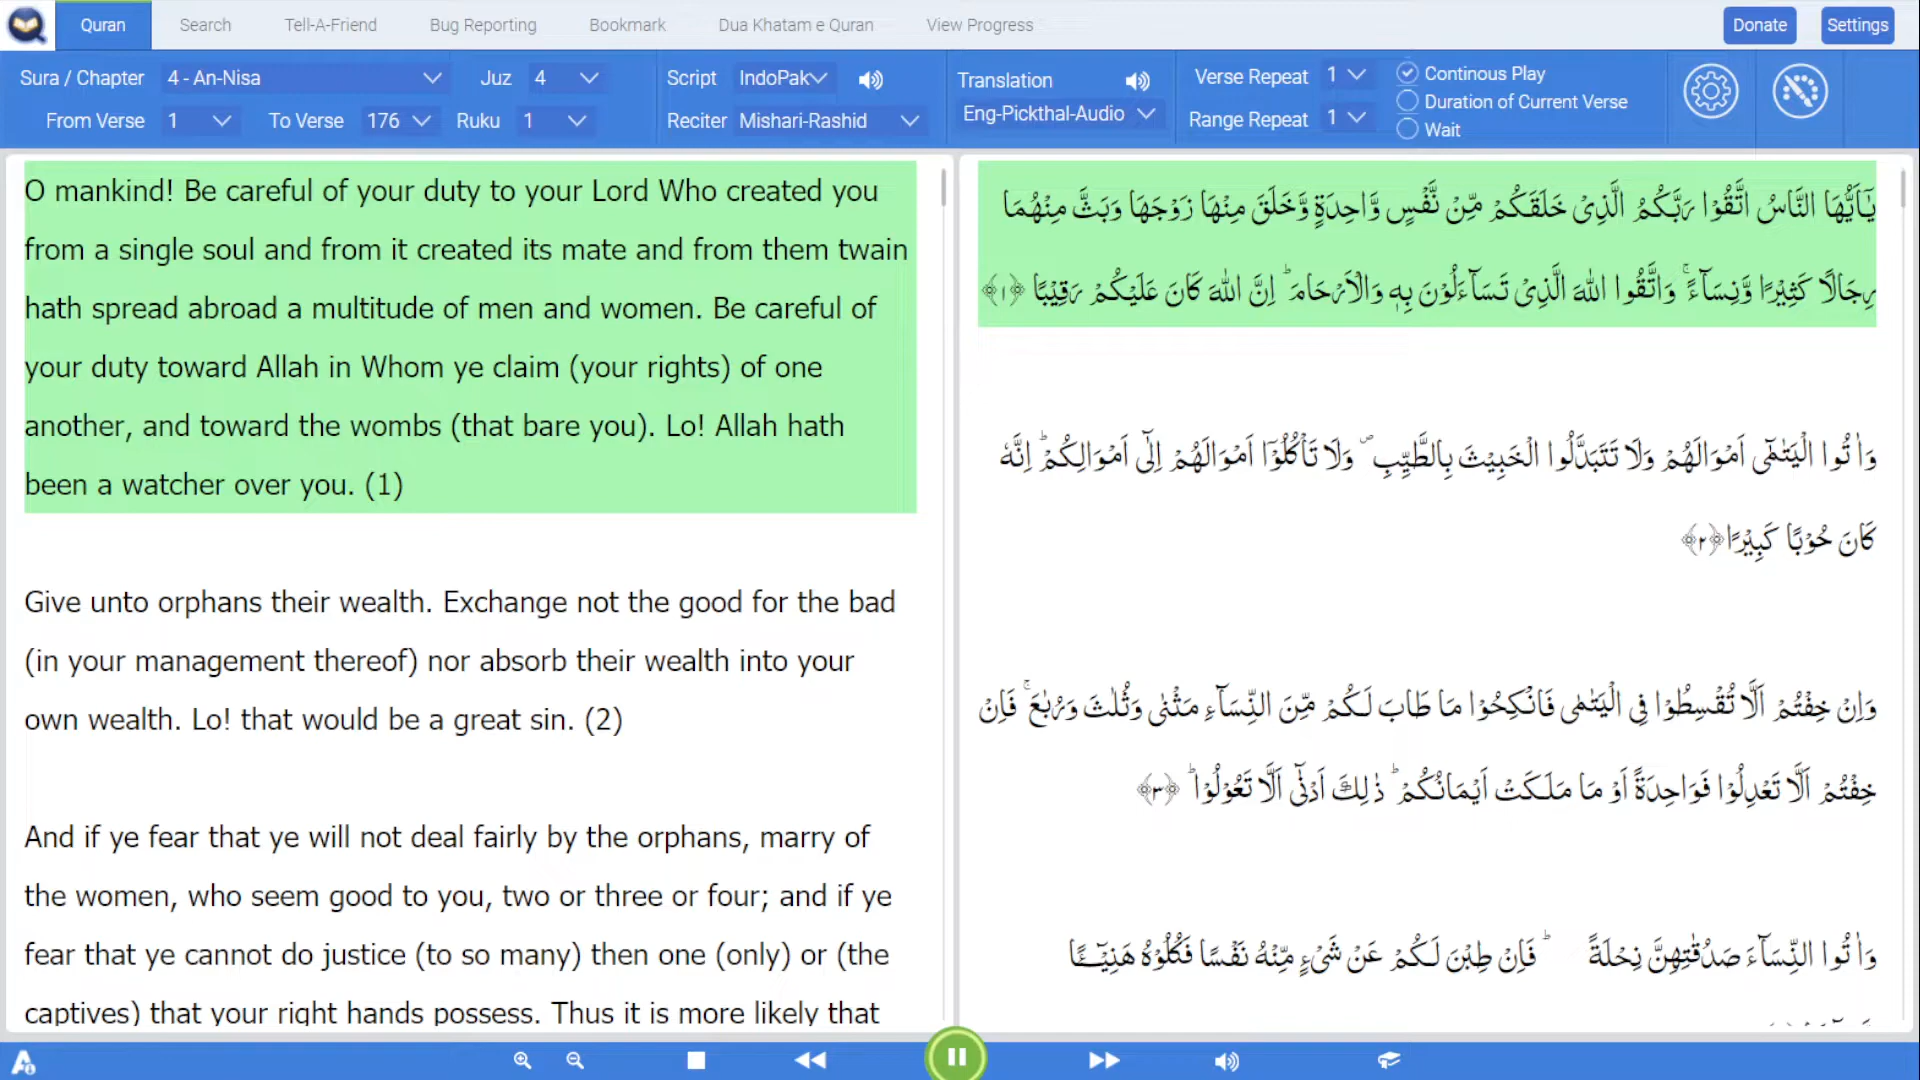 Quran
Search
Tell-A-Friend
Bug Reporting
Bookmark
Dua Khatam e Quran
View Progress
Donate
Settings
Sura / Chapter 4 - An-Nisa Juz 4
From Verse 1 To Verse 176 Ruku 1
Script IndoPak
Reciter Mishari-Rashid
Translation
Eng-Pickthal-Audio
Verse Repeat 1
Range Repeat 1
Continous Play
Duration of Current Verse
Wait
O mankind! Be careful of your duty to your Lord Who created you
from a single soul and from it created its mate and from them twain
hath spread abroad a multitude of men and women. Be careful of
your duty toward Allah in Whom ye claim (your rights) of one
another, and toward the wombs (that bare you). Lo! Allah hath
been a watcher over you. (1)
Give unto orphans their wealth. Exchange not the good for the bad
(in your management thereof) nor absorb their wealth into your
own wealth. Lo! that would be a great sin. (2)
And if ye fear that ye will not deal fairly by the orphans, marry of
the women, who seem good to you, two or three or four; and if ye
fear that ye cannot do justice (to so many) then one (only) or (the
captives) that your right hands possess. Thus it is more likely that
يٰۤاَيُّهَا النَّاسُ اتَّقُوْا رَبَّكُمُ الَّذِىْ خَلَقَكُمْ مِّنْ نَّفْسٍ وَّاحِدَةٍ وَّخَلَقَ مِنْهَا زَوْجَهَا وَبَثَّ مِنْهُمَا
رِجَالًا كَثِيْرًا وَّنِسَآءً‌ ۚ وَاتَّقُوا اللّٰهَ الَّذِىْ تَسَآءَلُوْنَ بِهٖ وَالْاَرْحَامَ‌ ؕ اِنَّ اللّٰهَ كَانَ عَلَيْكُمْ رَقِيْبًا ﴿۱﴾
وَاٰ تُوا الْيَتٰمٰٓى اَمْوَالَهُمْ‌ وَلَا تَتَبَدَّلُوا الْخَبِيْثَ بِالطَّيِّبِ ۖ وَلَا تَاْكُلُوْۤا اَمْوَالَهُمْ اِلٰٓى اَمْوَالِكُمْ‌ ؕ اِنَّهٗ
كَانَ حُوْبًا كَبِيْرًا ﴿۲﴾
وَاِنْ خِفْتُمْ اَلَّا تُقْسِطُوْا فِى الْيَتٰمٰى فَانْكِحُوْا مَا طَابَ لَـكُمْ مِّنَ النِّسَآءِ مَثْنٰى وَثُلٰثَ وَرُبٰعَ‌ ۚ فَاِنْ
خِفْتُمْ اَلَّا تَعْدِلُوْا فَوَاحِدَةً اَوْ مَا مَلَـكَتْ اَيْمَانُكُمْ‌ ؕ ذٰ لِكَ اَدْنٰٓى اَلَّا تَعُوْلُوْا ؕ ﴿۳﴾
وَاٰ تُوا النِّسَآءَ صَدُقٰتِهِنَّ نِحْلَةً‌ ؕ فَاِنْ طِبْنَ لَـكُمْ عَنْ شَىْءٍ مِّنْهُ نَفْسًا فَكُلُوْهُ هَنِيْٓـئًـا